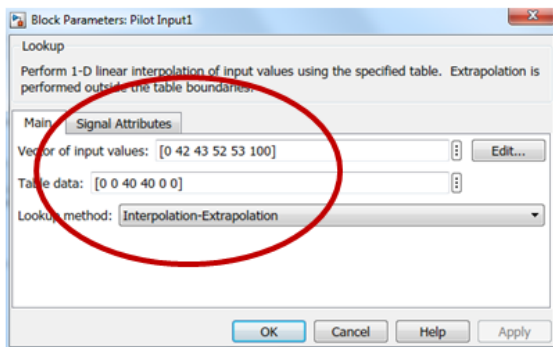 Block Parameters: Pilot Input1
Lookup
Perform 1-D linear interpolation of input values using the specified table. Extrapolation is
performed outside the table boundaries.
Main Signal Attributes
Vector of input values: [0 42 43 52 53 100] Edit...
Table data: [0 0 40 40 0 0]
Lookup method: Interpolation-Extrapolation
OK Cancel Help Apply